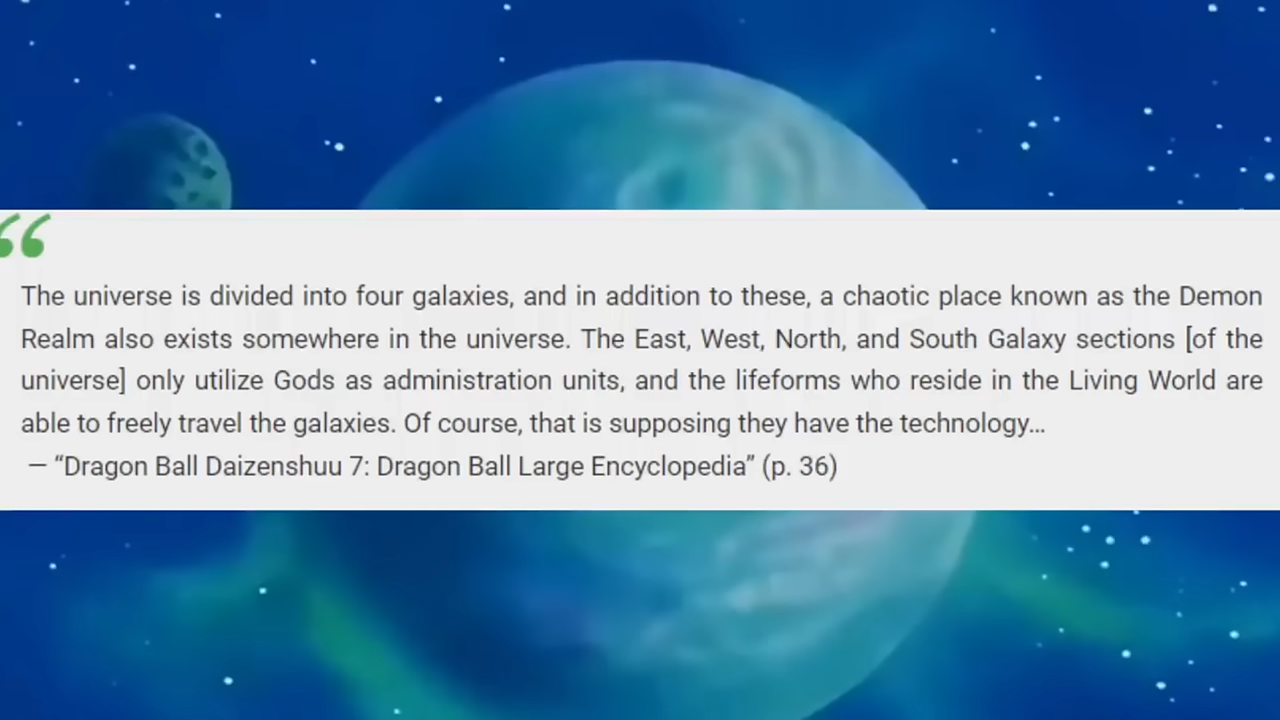 “
The universe is divided into four galaxies, and in addition to these, a chaotic place known as the Demon
Realm also exists somewhere in the universe. The East, West, North, and South Galaxy sections [of the
universe] only utilize Gods as administration units, and the lifeforms who reside in the Living World are
able to freely travel the galaxies. Of course, that is supposing they have the technology…
— “Dragon Ball Daizenshuu 7: Dragon Ball Large Encyclopedia” (p. 36)